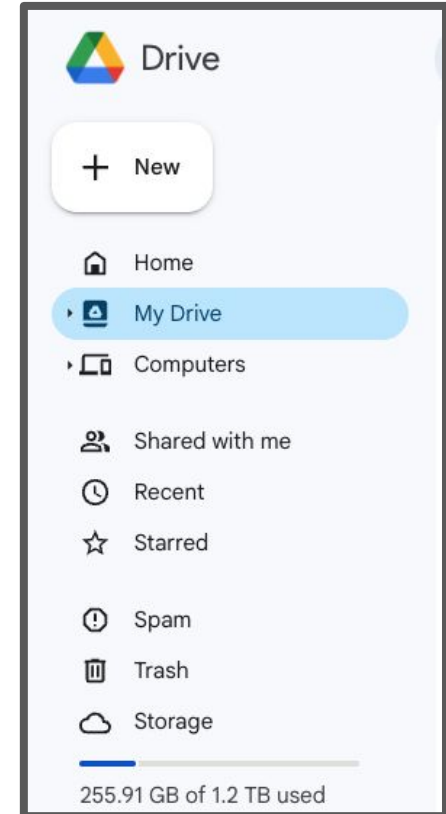 Drive
New
Home
My Drive
Computers
Shared with me
Recent
Starred
Spam
Trash
Storage
255.91 GB of 1.2 TB used